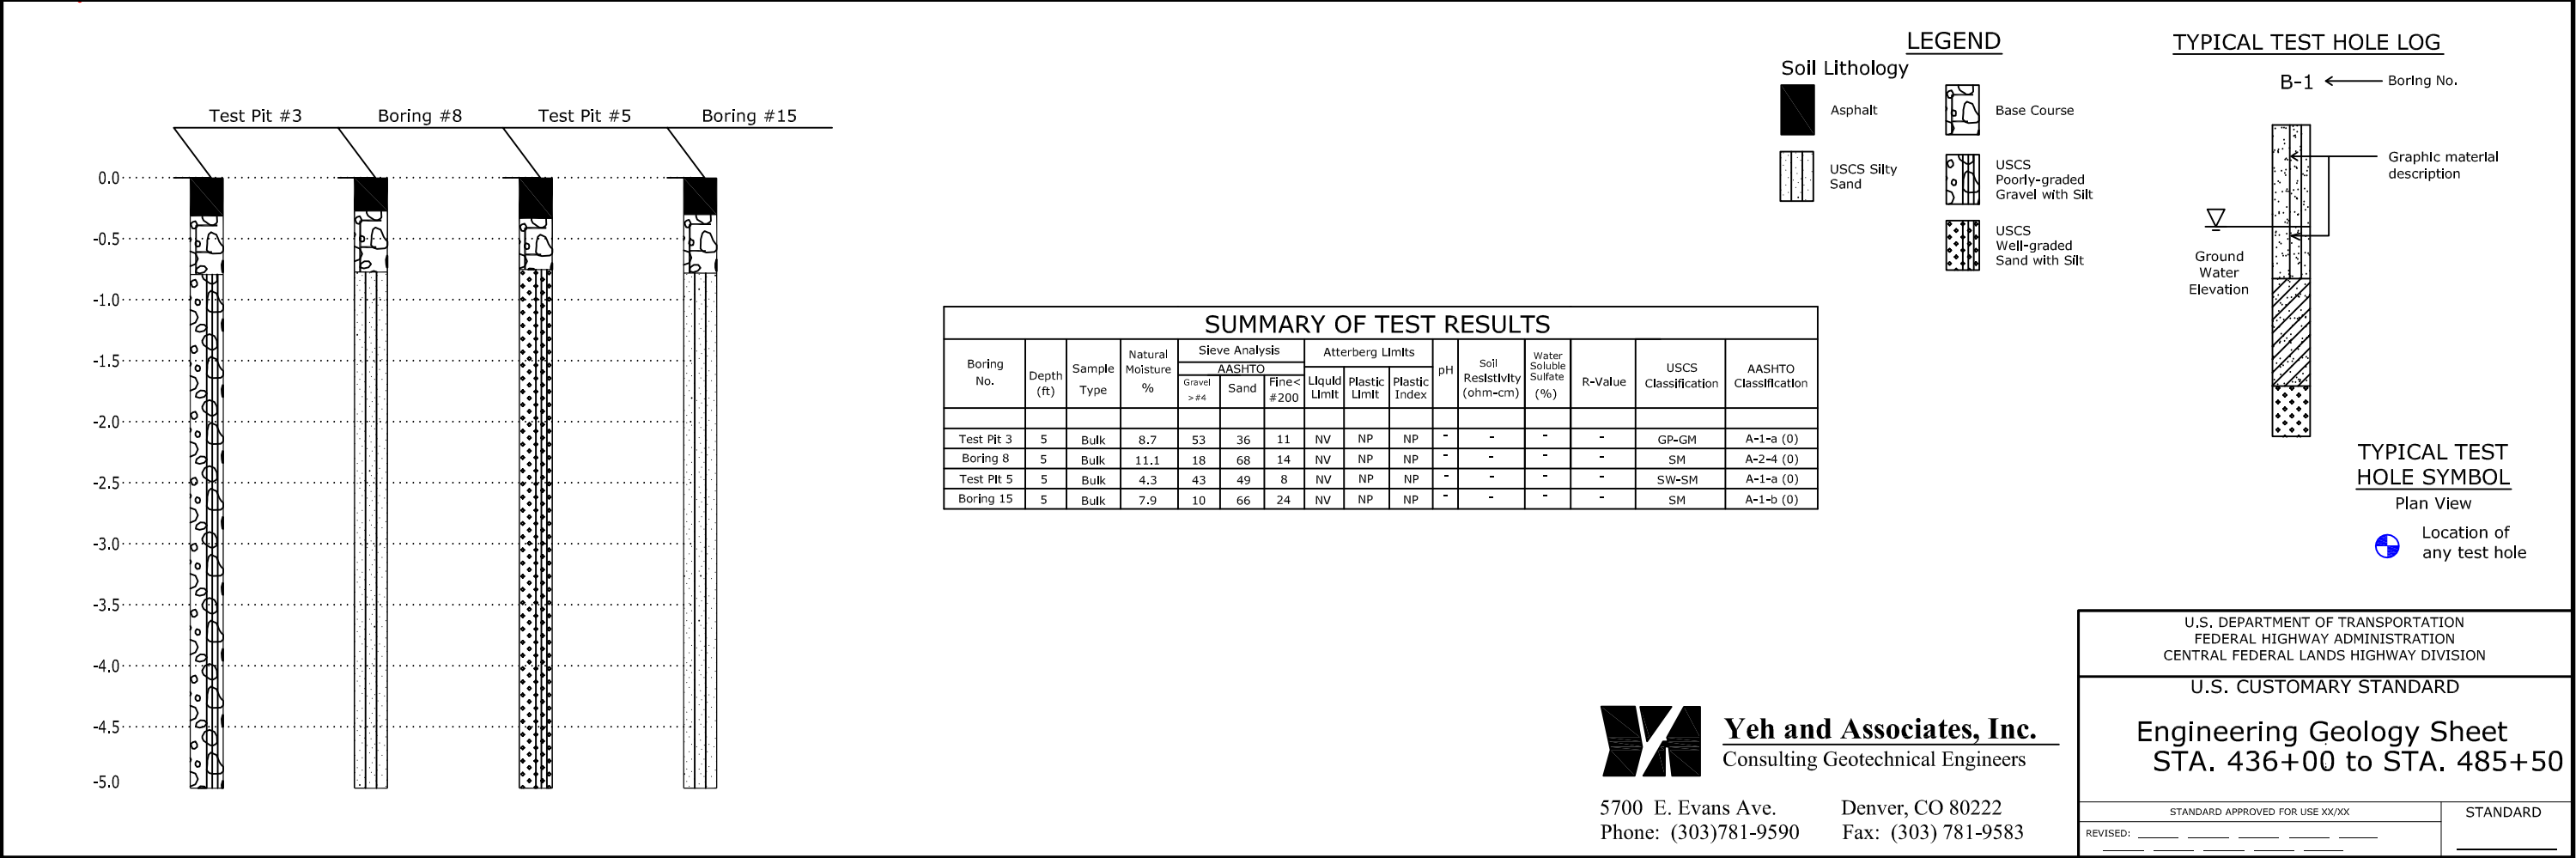 Test Pit #3 Boring #8 Test Pit #5 Boring #15
0.0
-0.5
-1.0
-1.5
-2.0
-2.5
-3.0
-3.5
-4.0
-4.5
-5.0
SUMMARY OF TEST RESULTS
Boring No. Depth (ft) Sample Type Natural Moisture % Sieve Analysis AASHTO Gravel >#4 Sand Fine< #200 Atterberg Limits Liquid Limit Plastic Limit Plastic Index pH Soil Resistivity (ohm-cm) Water Soluble Sulfate (%) R-Value USCS Classification AASHTO Classification
Test Pit 3 5 Bulk 8.7 53 36 11 NV NP NP - - - - GP-GM A-1-a (0)
Boring 8 5 Bulk 11.1 18 68 14 NV NP NP - - - - SM A-2-4 (0)
Test Pit 5 5 Bulk 4.3 43 49 8 NV NP NP - - - - SW-SM A-1-a (0)
Boring 15 5 Bulk 7.9 10 66 24 NV NP NP - - - - SM A-1-b (0)
LEGEND
Soil Lithology
Asphalt
Base Course
USCS Silty
Sand
USCS
Poorly-graded
Gravel with Silt
USCS
Well-graded
Sand with Silt
TYPICAL TEST HOLE LOG
B-1 Boring No.
Graphic material
description
Ground
Water
Elevation
TYPICAL TEST
HOLE SYMBOL
Plan View
Location of
any test hole
Yeh and Associates, Inc.
Consulting Geotechnical Engineers
5700 E. Evans Ave. Denver, CO 80222
Phone: (303)781-9590 Fax: (303) 781-9583
U.S. DEPARTMENT OF TRANSPORTATION
FEDERAL HIGHWAY ADMINISTRATION
CENTRAL FEDERAL LANDS HIGHWAY DIVISION
U.S. CUSTOMARY STANDARD
Engineering Geology Sheet
STA. 436+00 to STA. 485+50
STANDARD APPROVED FOR USE XX/XX
STANDARD
REVISED: